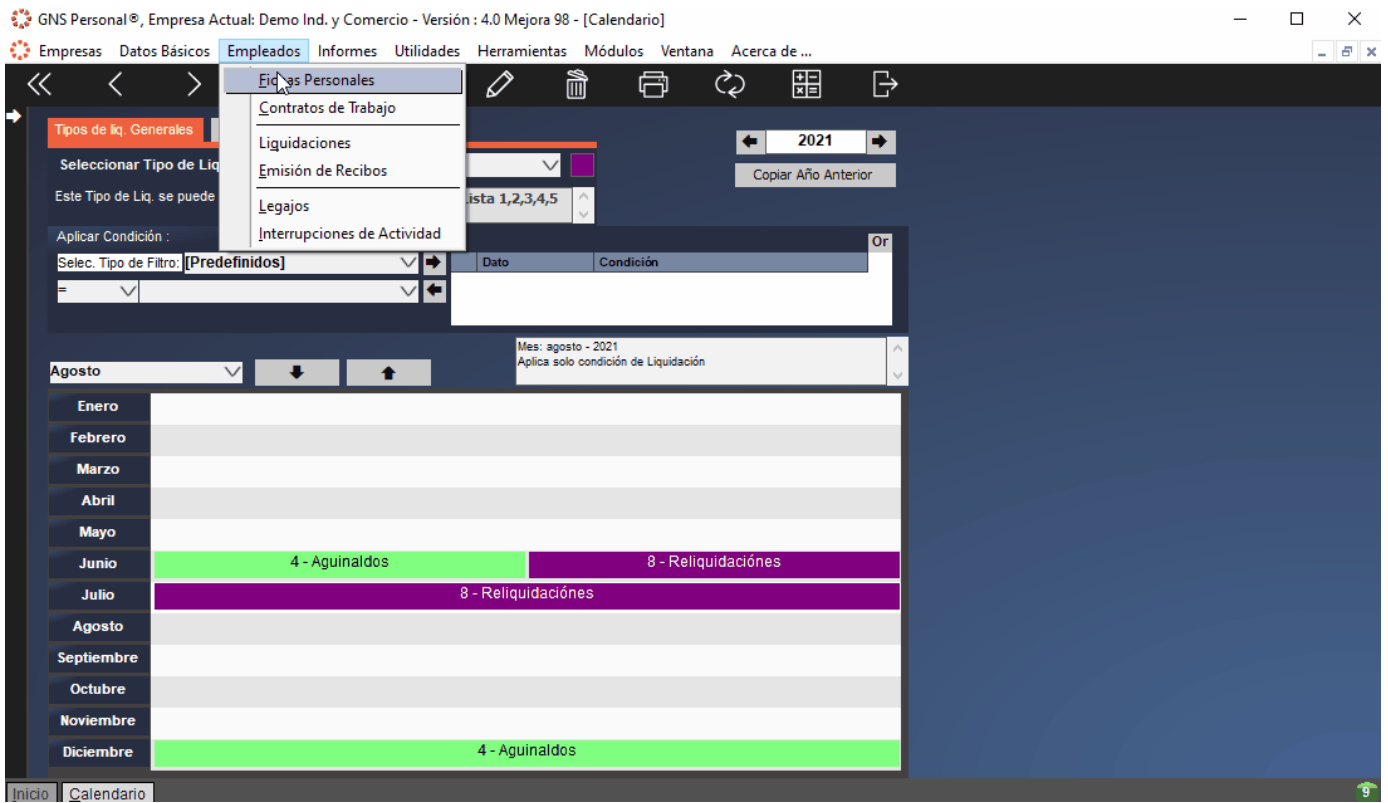 GNS Personal®, Empresa Actual: Demo Ind. y Comercio - Versión : 4.0 Mejora 98 - [Calendario]
Empresas Datos Básicos Empleados Informes Utilidades Herramientas Módulos Ventana Acerca de ...
Personales
Contratos de Trabajo
Liquidaciones
Emisión de Recibos
Legajos
Interrupciones de Actividad
Tipos de liq. Generales
2021
Seleccionar Tipo de Liq
Copiar Año Anterior
Este Tipo de Liq. se puede
ista 1,2,3,4,5
Aplicar Condición :
Or
Selec. Tipo de Filtro: [Predefinidos]
Dato Condición
=
Mes: agosto - 2021
Aplica solo condición de Liquidación
Agosto
Enero
Febrero
Marzo
Abril
Mayo
Junio 4 - Aguinaldos 8 - Reliquidaciónes
Julio 8 - Reliquidaciónes
Agosto
Septiembre
Octubre
Noviembre
Diciembre 4 - Aguinaldos
Inicio Calendario 9